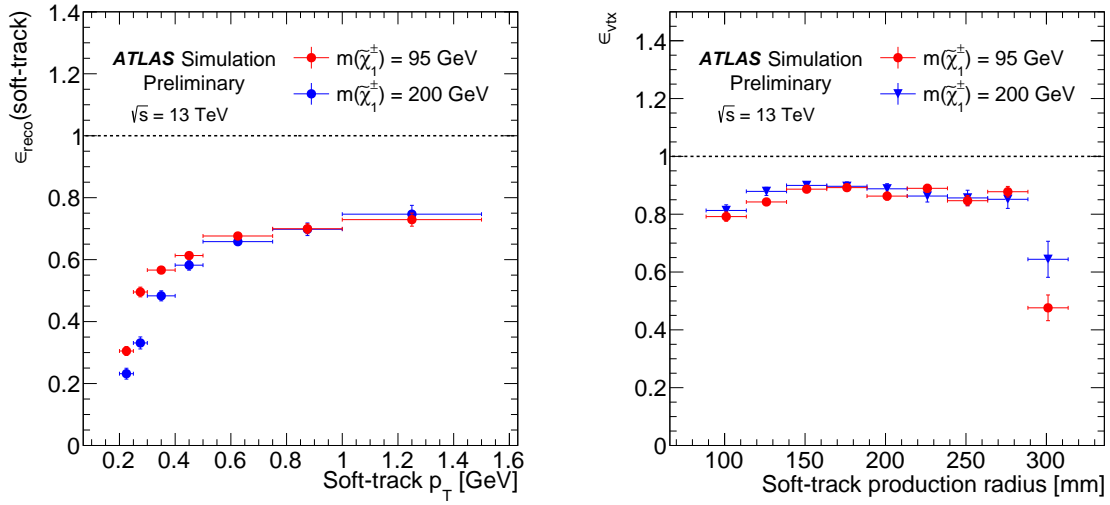 ATLAS Simulation
Preliminary
√s = 13 TeV
m(χ̃₁±) = 95 GeV
m(χ̃₁±) = 200 GeV
ϵreco(soft-track)
1.4
1.2
1
0.8
0.6
0.4
0.2
0
0.2 0.4 0.6 0.8 1 1.2 1.4 1.6
Soft-track pT [GeV]
ATLAS Simulation
Preliminary
√s = 13 TeV
m(χ̃₁±) = 95 GeV
m(χ̃₁±) = 200 GeV
ϵvtx
1.4
1.2
1
0.8
0.6
0.4
0.2
0
100 150 200 250 300 350
Soft-track production radius [mm]